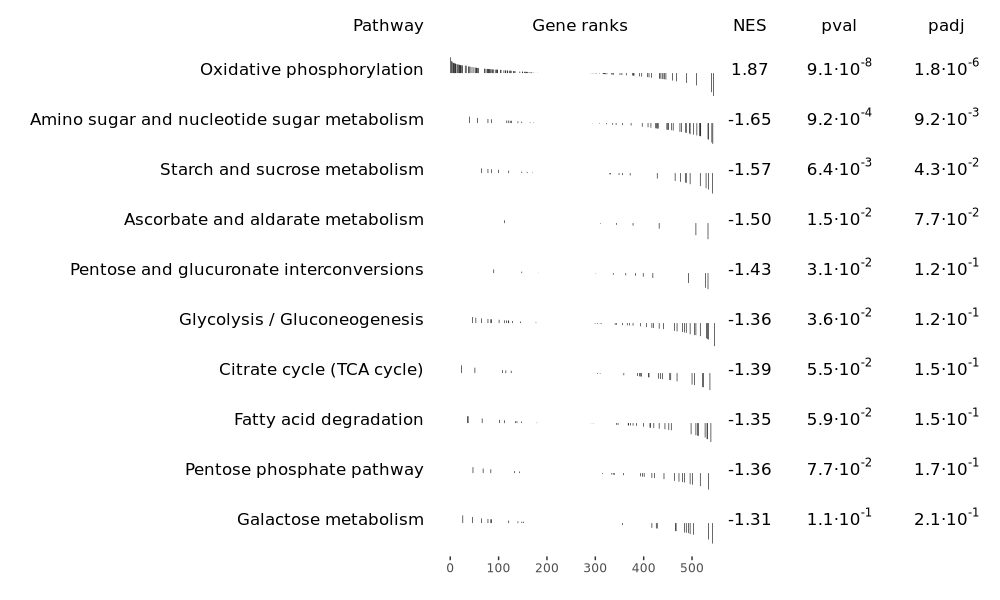 Pathway Gene ranks NES pval padj
Oxidative phosphorylation 1.87 9.1·10⁻⁸ 1.8·10⁻⁶
Amino sugar and nucleotide sugar metabolism -1.65 9.2·10⁻⁴ 9.2·10⁻³
Starch and sucrose metabolism -1.57 6.4·10⁻³ 4.3·10⁻²
Ascorbate and aldarate metabolism -1.50 1.5·10⁻² 7.7·10⁻²
Pentose and glucuronate interconversions -1.43 3.1·10⁻² 1.2·10⁻¹
Glycolysis / Gluconeogenesis -1.36 3.6·10⁻² 1.2·10⁻¹
Citrate cycle (TCA cycle) -1.39 5.5·10⁻² 1.5·10⁻¹
Fatty acid degradation -1.35 5.9·10⁻² 1.5·10⁻¹
Pentose phosphate pathway -1.36 7.7·10⁻² 1.7·10⁻¹
Galactose metabolism -1.31 1.1·10⁻¹ 2.1·10⁻¹
0 100 200 300 400 500